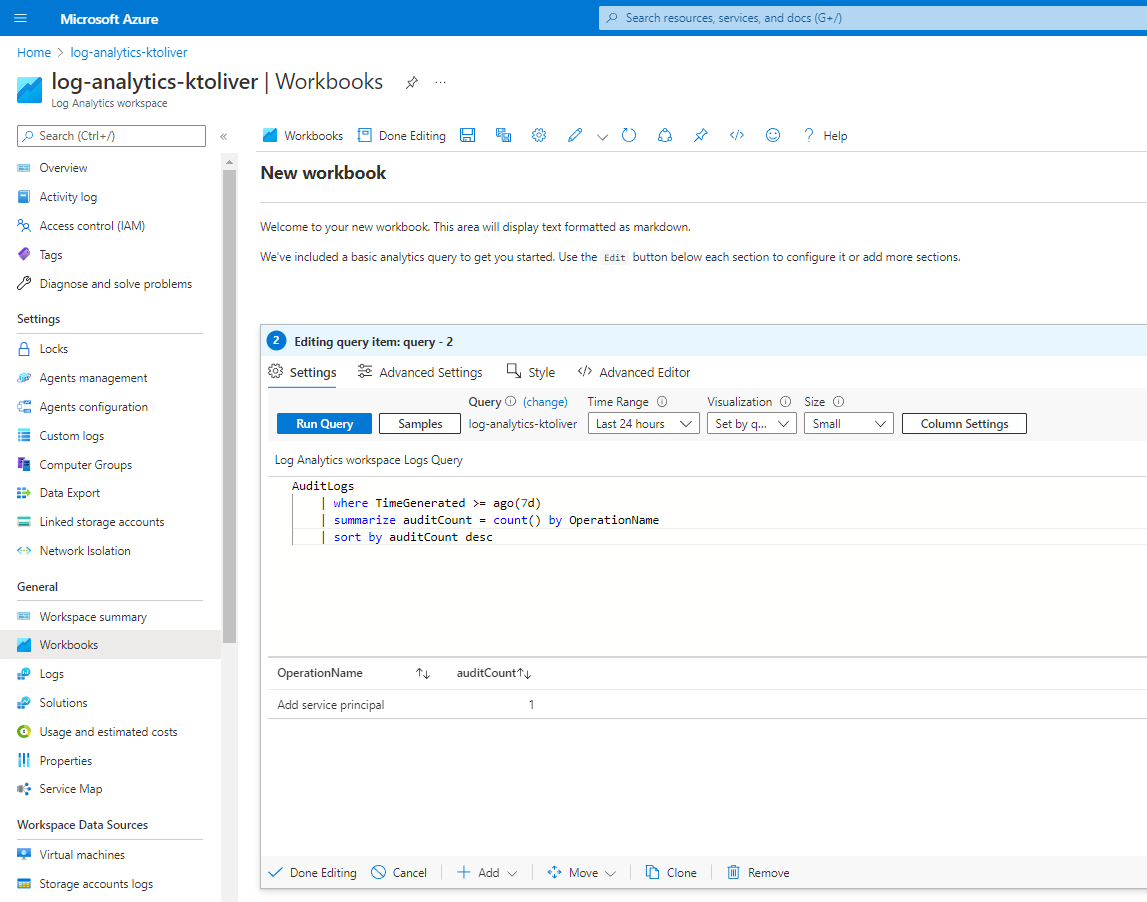 Microsoft Azure
Search resources, services, and docs (G+/)
Home > log-analytics-ktoliver
log-analytics-ktoliver | Workbooks ...
Log Analytics workspace
Search (Ctrl+/) «
Overview
Activity log
Access control (IAM)
Tags
Diagnose and solve problems
Settings
Locks
Agents management
Agents configuration
Custom logs
Computer Groups
Data Export
Linked storage accounts
Network Isolation
General
Workspace summary
Workbooks
Logs
Solutions
Usage and estimated costs
Properties
Service Map
Workspace Data Sources
Virtual machines
Storage accounts logs
Workbooks Done Editing </> ? Help
New workbook
Welcome to your new workbook. This area will display text formatted as markdown.
We've included a basic analytics query to get you started. Use the Edit button below each section to configure it or add more sections.
2 Editing query item: query - 2
Settings Advanced Settings Style </> Advanced Editor
Query (change) Time Range Visualization Size
Run Query Samples log-analytics-ktoliver Last 24 hours Set by q... Small Column Settings
Log Analytics workspace Logs Query
AuditLogs
| where TimeGenerated >= ago(7d)
| summarize auditCount = count() by OperationName
| sort by auditCount desc
OperationName ↑↓ auditCount↑↓
Add service principal 1
Done Editing Cancel Add Move Clone Remove